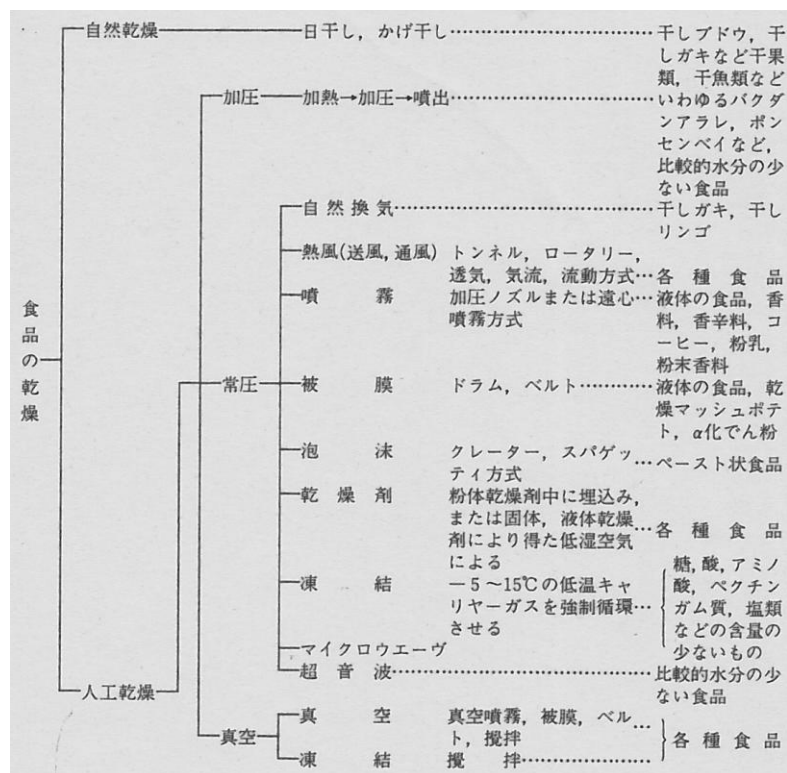 食品の乾燥
自然乾燥 日干し，かげ干し…… 干しブドウ，干
しガキなど干果
類，干魚類など
加圧 加熱→加圧→噴出…… いわゆるバクダ
ンアラレ，ポン
センベイなど，
比較的水分の少
ない食品
自然換気…… 干しガキ，干し
リンゴ
熱風(送風，通風) トンネル，ロータリー，
透気，気流，流動方式… 各種食品
噴霧 加圧ノズルまたは遠心… 液体の食品，香
噴霧方式 料，香辛料，コ
ーヒー，粉乳，
粉末香料
常圧 被膜 ドラム，ベルト…… 液体の食品，乾
燥マッシュポテ
ト，α化でん粉
泡沫 クレーター，スパゲッ… ペースト状食品
ティ方式
乾燥剤 粉体乾燥剤中に埋込み，
または固体，液体乾燥… 各種食品
剤により得た低湿空気
による
凍結 －5～15℃の低温キャ
リヤーガスを強制循環…
させる
糖，酸，アミノ
酸，ペクチン
ガム質，塩類
などの含量の
少ないもの
マイクロウエーヴ
超音波…… 比較的水分の少
ない食品
人工乾燥
真空 真空 真空噴霧，被膜，ベル…
ト，攪拌
凍結 攪拌……
各種食品